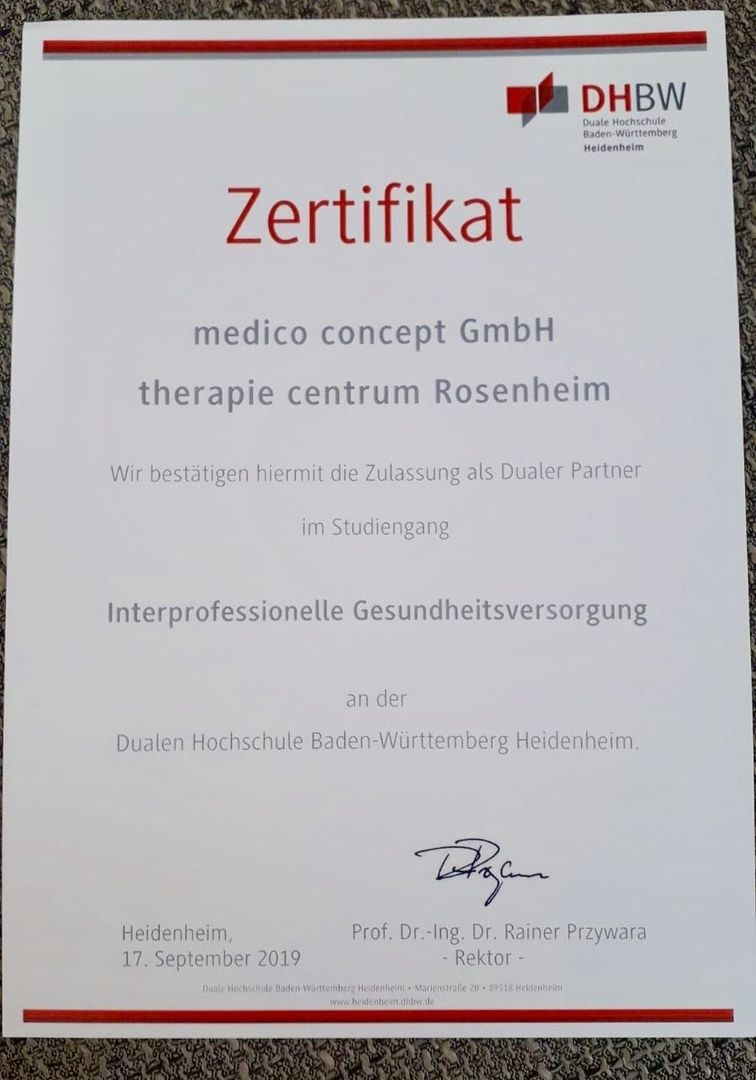 DHBW
Duale Hochschule
Baden-Württemberg
Heidenheim
Zertifikat
medico concept GmbH
therapie centrum Rosenheim
Wir bestätigen hiermit die Zulassung als Dualer Partner
im Studiengang
Interprofessionelle Gesundheitsversorgung
an der
Dualen Hochschule Baden-Württemberg Heidenheim.
Heidenheim,
17. September 2019
Prof. Dr.-Ing. Dr. Rainer Przywara
- Rektor -
Duale Hochschule Baden-Württemberg Heidenheim • Marienstraße 20 • 89518 Heidenheim
www.heidenheim.dhbw.de